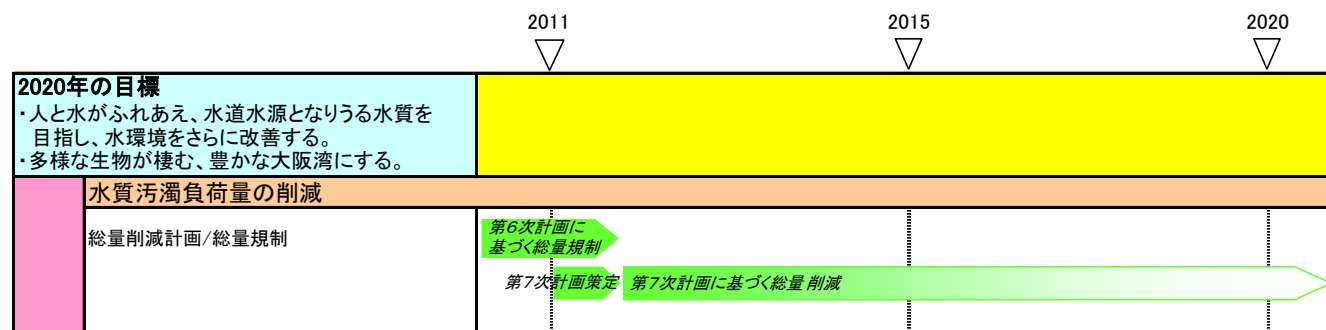 2011
2015
2020
2020年の目標
・人と水がふれあえ、水道水源となりうる水質を
目指し、水環境をさらに改善する。
・多様な生物が棲む、豊かな大阪湾にする。
水質汚濁負荷量の削減
総量削減計画/総量規制
第6次計画に
基づく総量規制
第7次計画策定
第7次計画に基づく総量削減